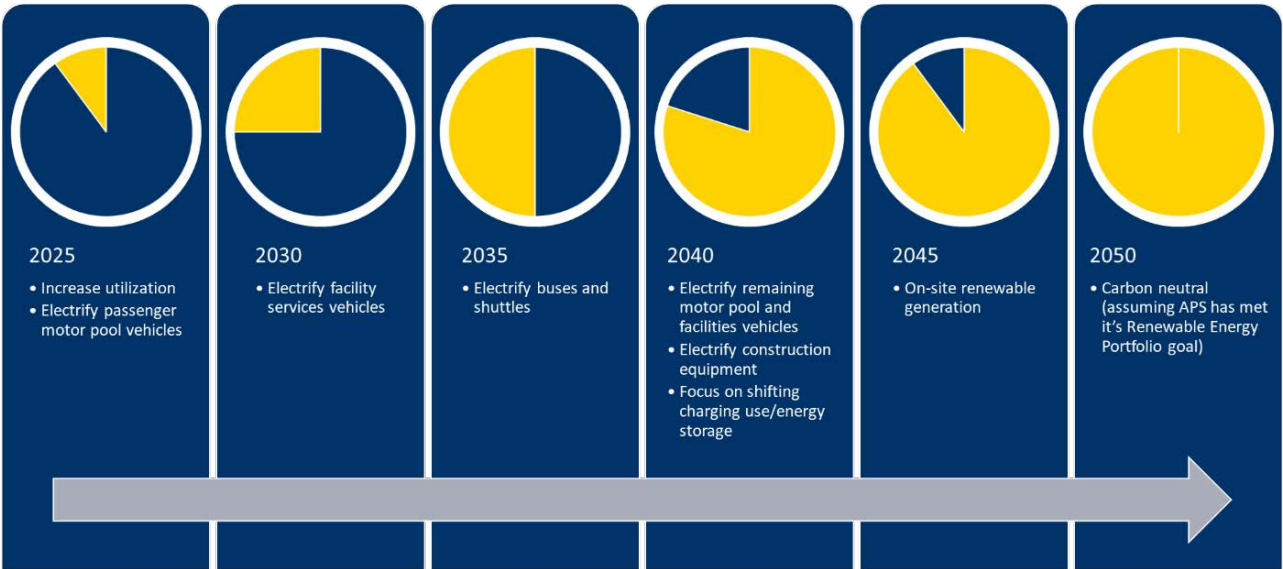 2025
• Increase utilization
• Electrify passenger
motor pool vehicles
2030
• Electrify facility
services vehicles
2035
• Electrify buses and
shuttles
2040
• Electrify remaining
motor pool and
facilities vehicles
• Electrify construction
equipment
• Focus on shifting
charging use/energy
storage
2045
• On-site renewable
generation
2050
• Carbon neutral
(assuming APS has met
it's Renewable Energy
Portfolio goal)